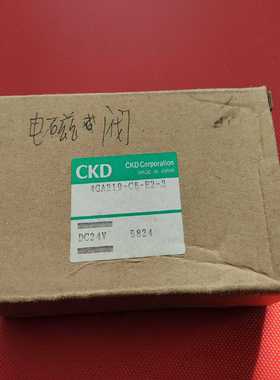 电磁阀
CKD
CKD Corporation
MADE IN JAPAN
4GA319-C6-E2-3
DC24V 5824